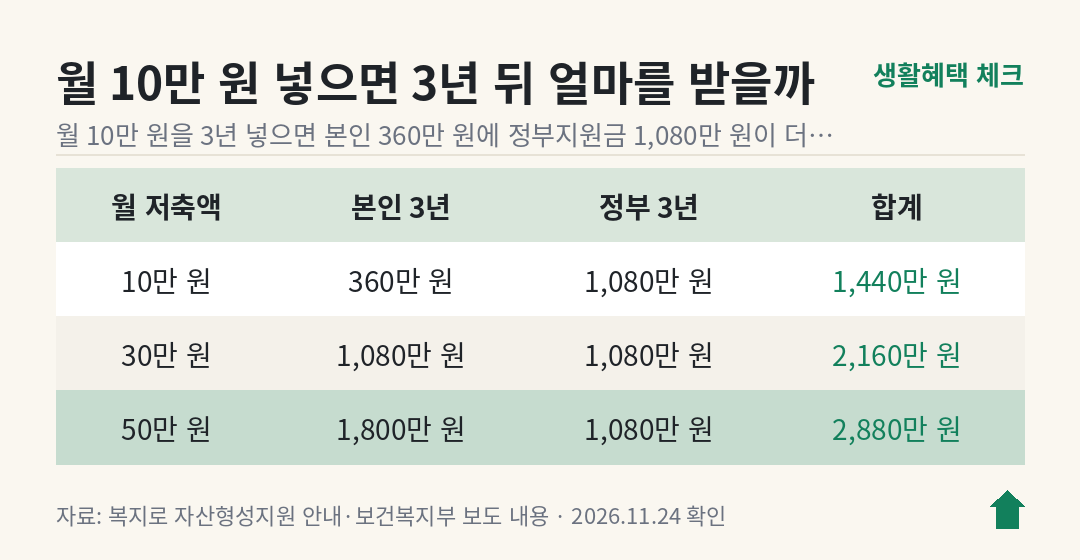 월 10만 원 넣으면 3년 뒤 얼마를 받을까
생활혜택 체크
월 10만 원을 3년 넣으면 본인 360만 원에 정부지원금 1,080만 원이 더…
월 저축액 본인 3년 정부 3년 합계
10만 원 360만 원 1,080만 원 1,440만 원
30만 원 1,080만 원 1,080만 원 2,160만 원
50만 원 1,800만 원 1,080만 원 2,880만 원
자료: 복지로 자산형성지원 안내·보건복지부 보도 내용 · 2026.11.24 확인